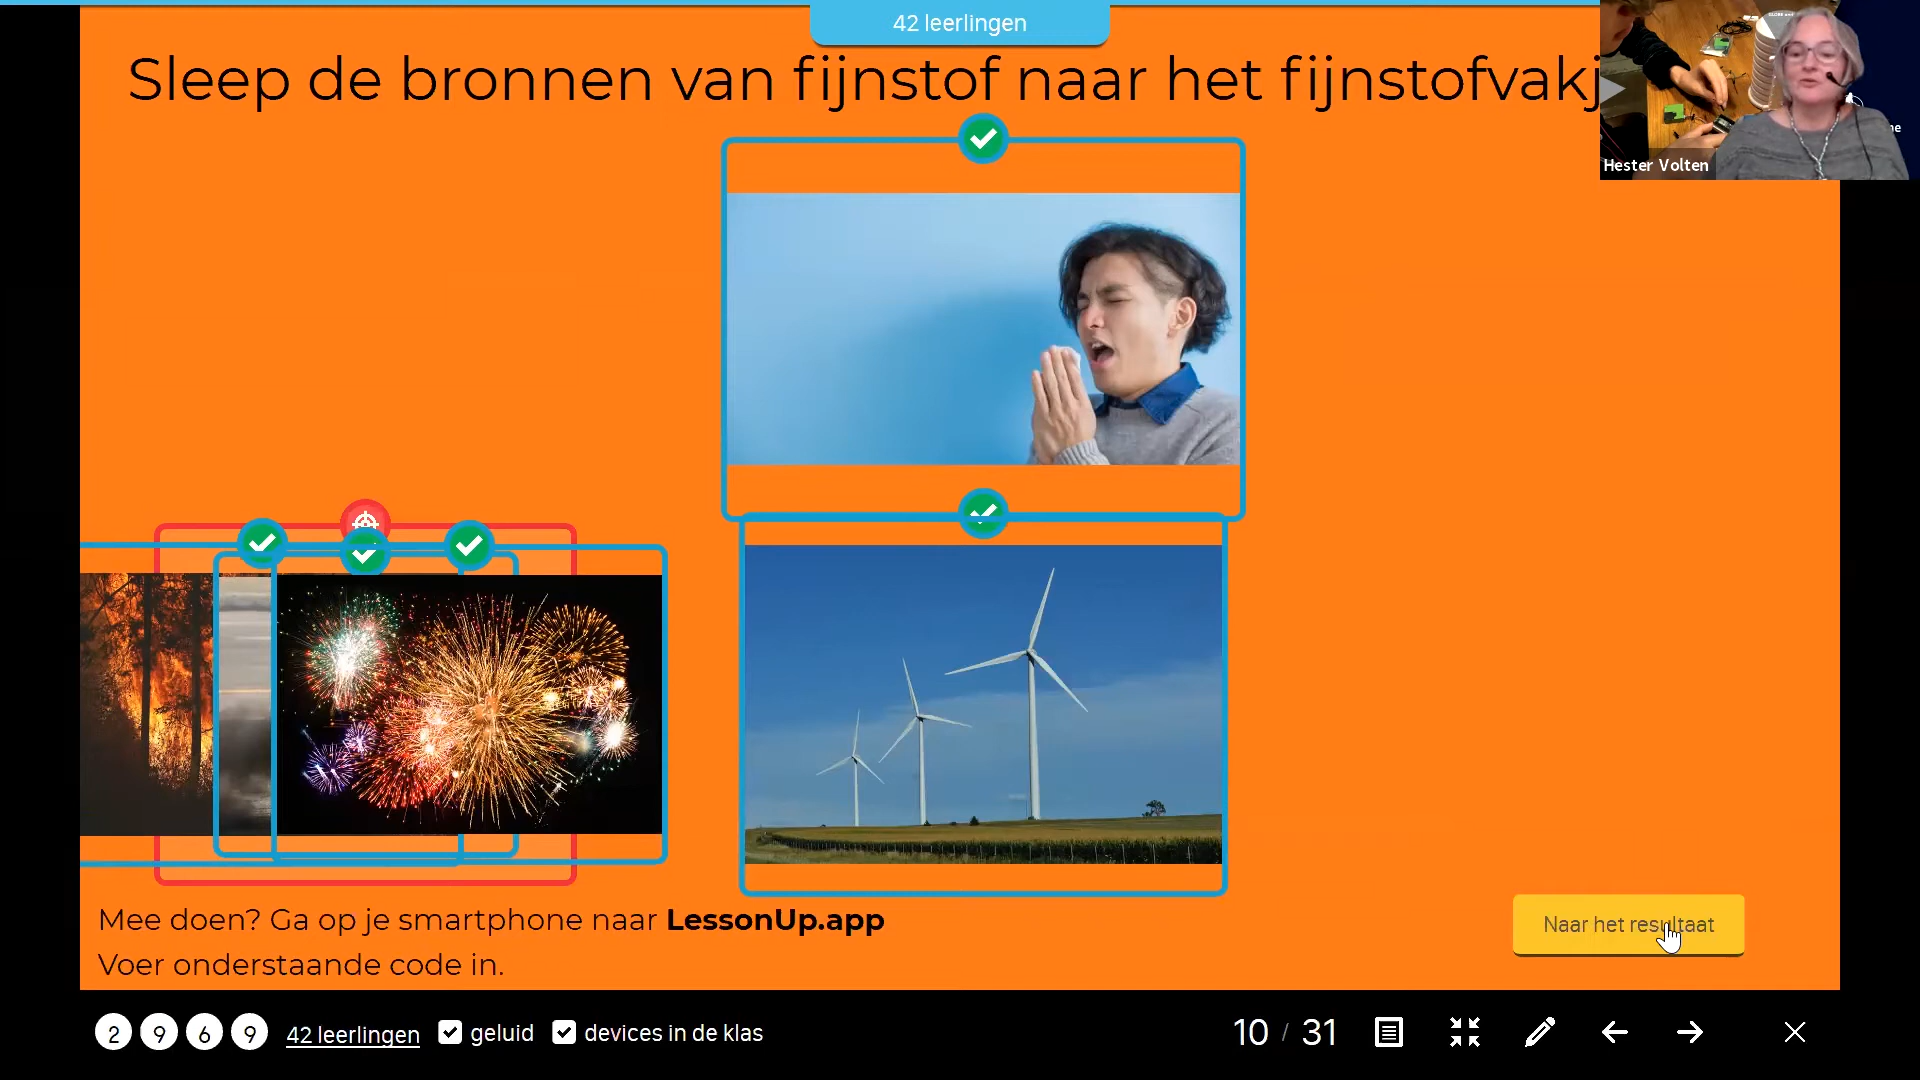 42 leerlingen
Sleep de bronnen van fijnstof naar het fijnstofvakj
Hester Volten
Mee doen? Ga op je smartphone naar LessonUp.app
Voer onderstaande code in.
Naar het resultaat
2 9 6 9 42 leerlingen geluid devices in de klas 10 / 31